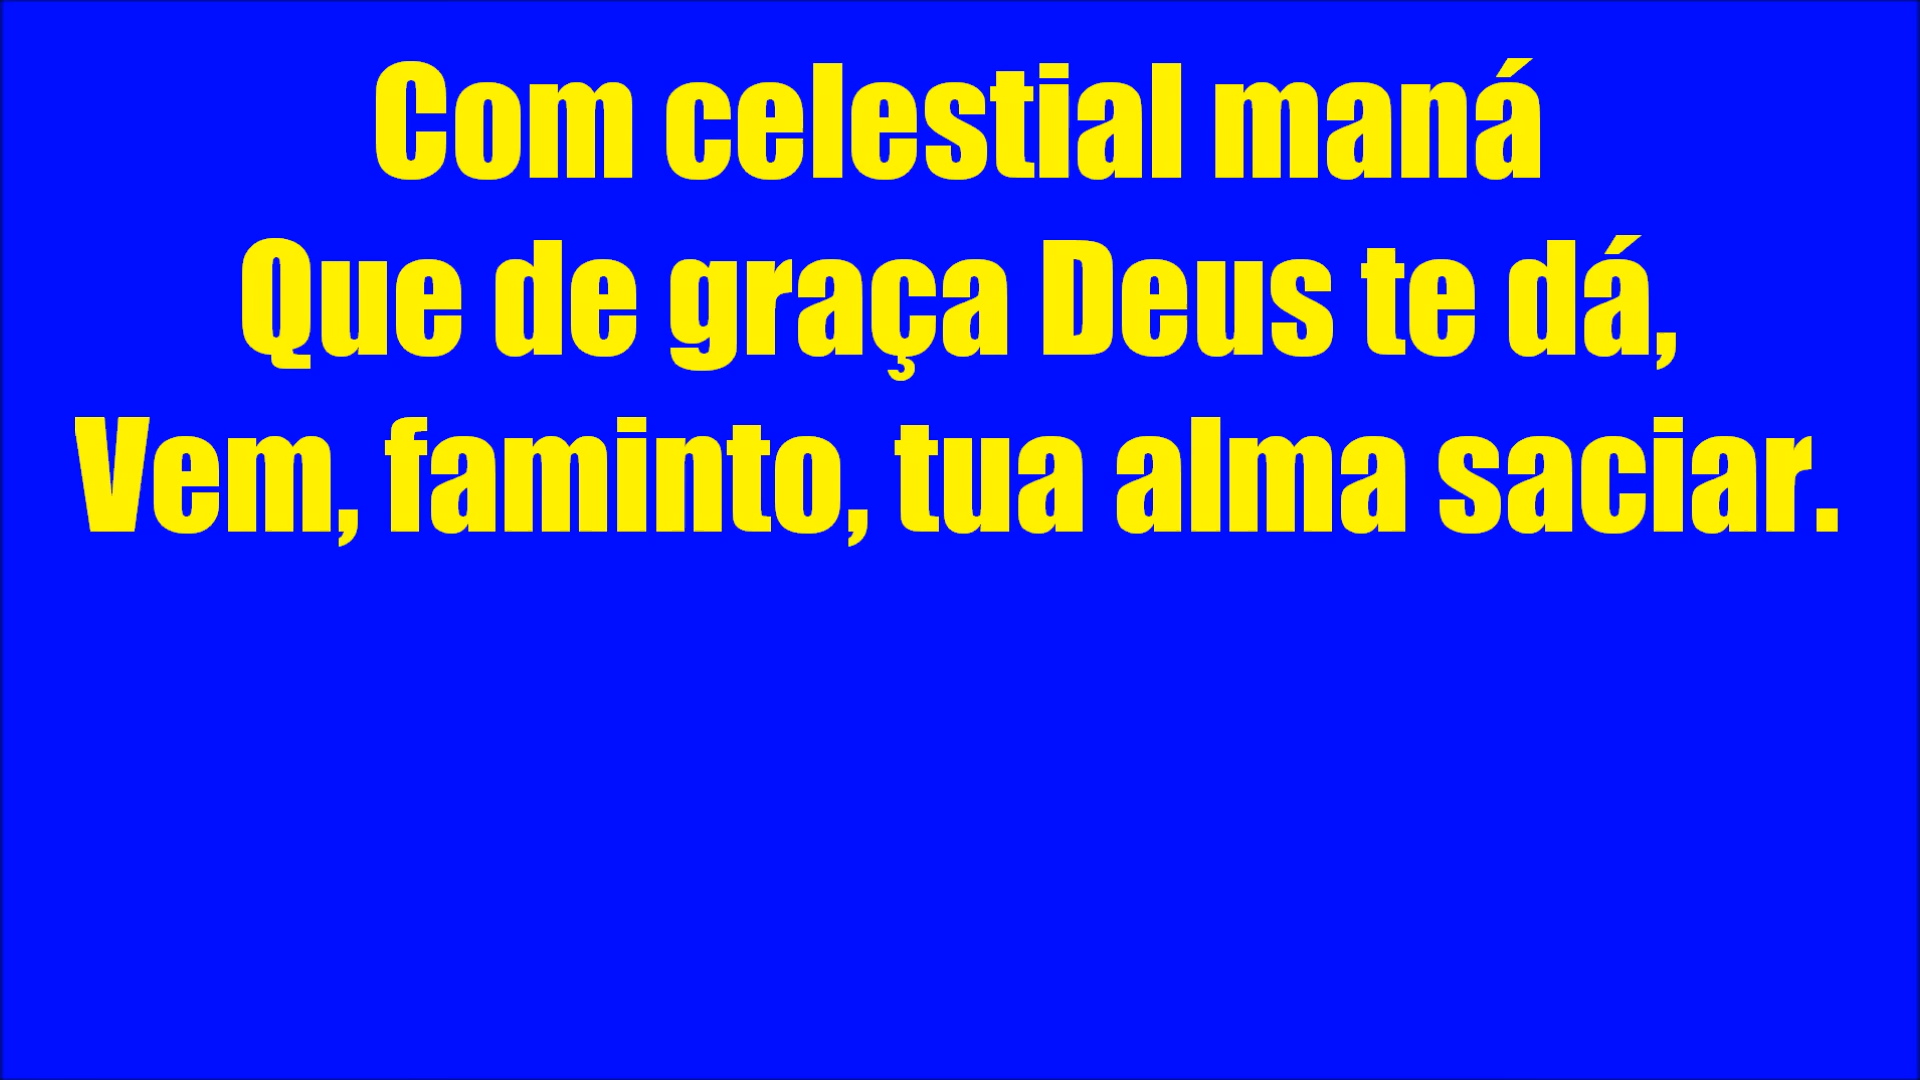 Com celestial maná
Que de graça Deus te dá,
Vem, faminto, tua alma saciar.